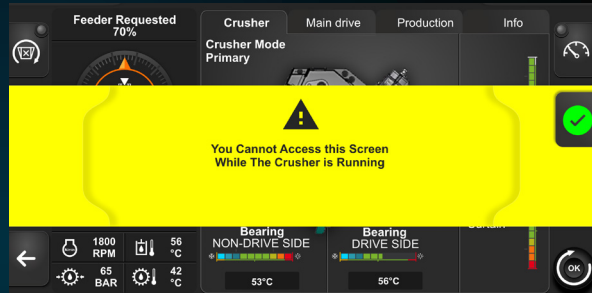 Feeder Requested
70%
Crusher
Main drive
Production
Info
Crusher Mode
Primary
You Cannot Access this Screen
While The Crusher is Running
1800
RPM
56
°C
65
BAR
42
°C
Bearing
NON-DRIVE SIDE
53°C
Bearing
DRIVE SIDE
56°C
Curtain
OK